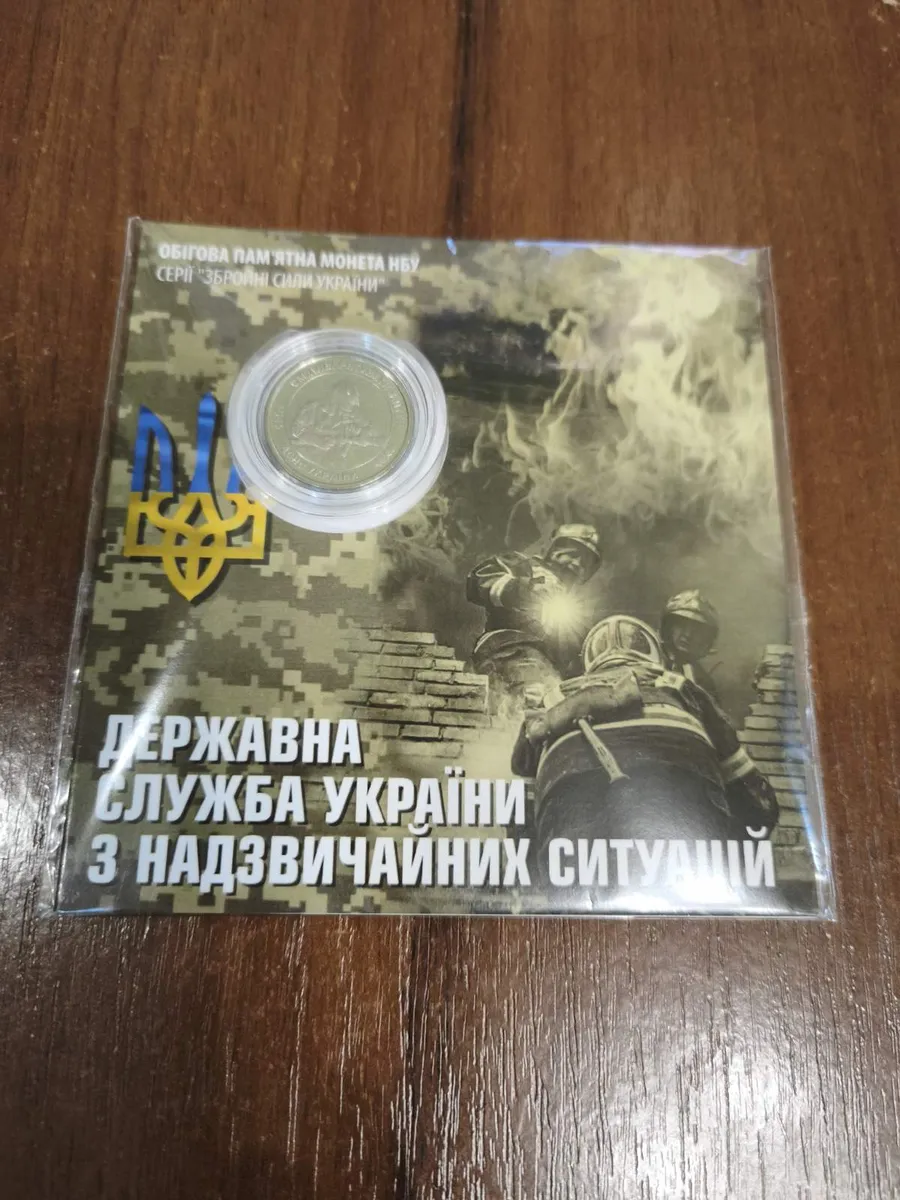 ОБІГОВА ПАМ'ЯТНА МОНЕТА НБУ
СЕРІЇ "ЗБРОЙНІ СИЛИ УКРАЇНИ"
ДЕРЖАВНА
СЛУЖБА УКРАЇНИ
З НАДЗВИЧАЙНИХ СИТУАЦІЙ